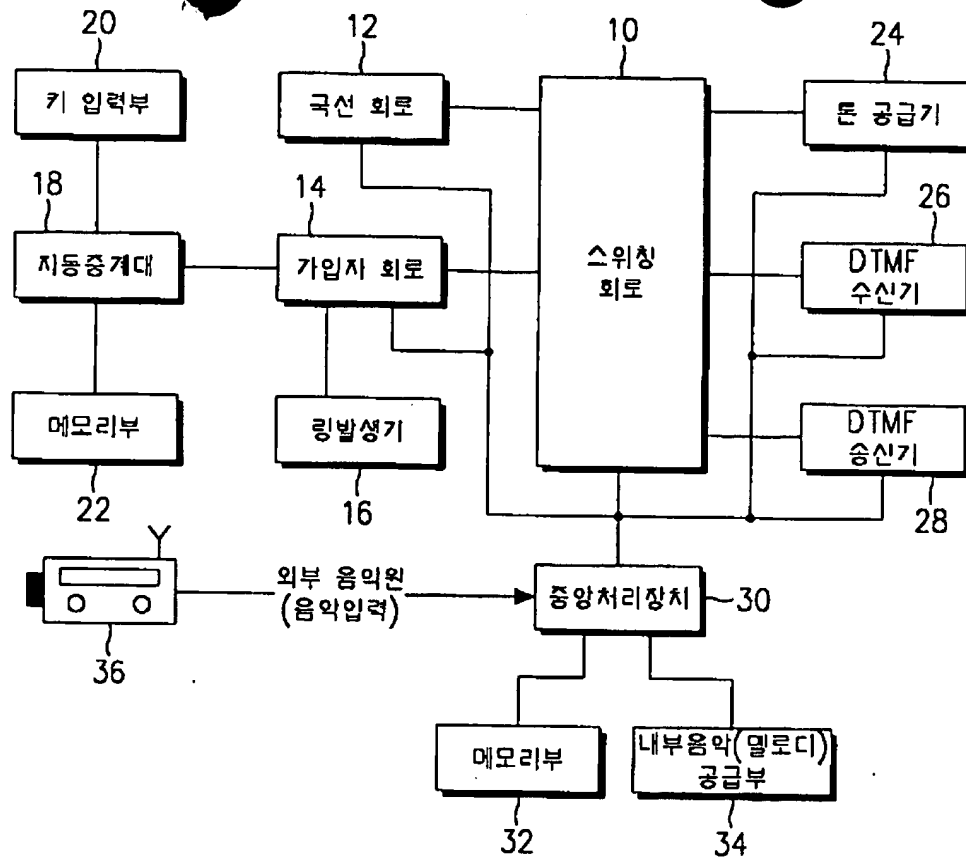 20
12
10
24
키 입력부
국선 회로
톤 공급기
18
14
26
지동중계대
가입자 회로
스위칭
회로
DTMF
수신기
메모리부
링발생기
DTMF
송신기
22
16
28
외부 음악원
(음악입력)
중앙처리장치
30
36
메모리부
내부음악(멜로디)
공급부
32
34